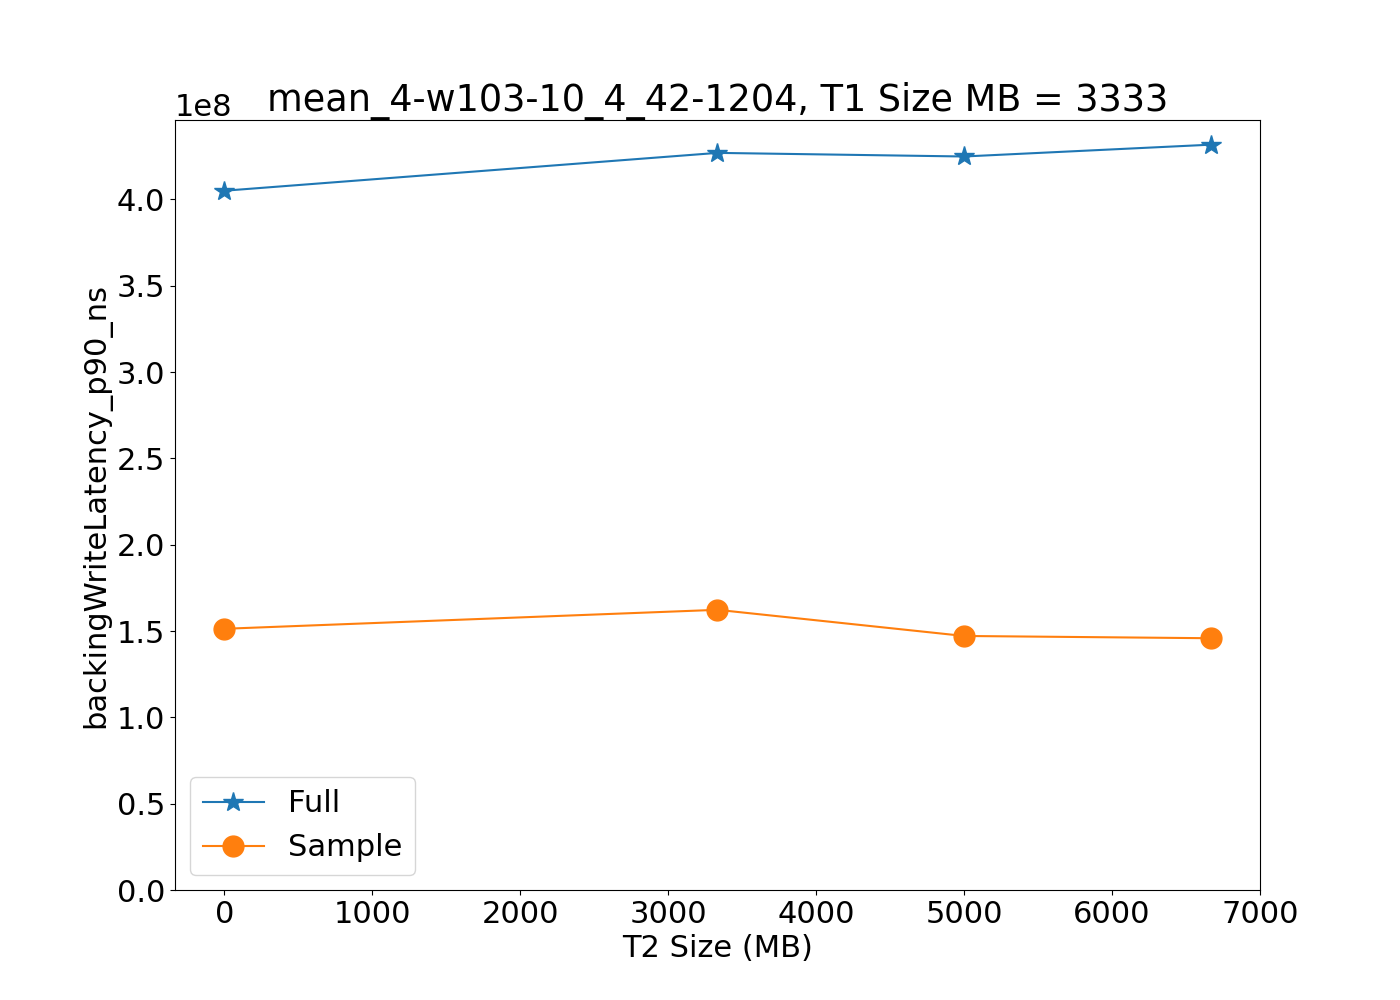 1e8
mean_4-w103-10_4_42-1204, T1 Size MB = 3333
backingWriteLatency_p90_ns
4.0
3.5
3.0
2.5
2.0
1.5
1.0
0.5
0.0
Full
Sample
0 1000 2000 3000 4000 5000 6000 7000
T2 Size (MB)